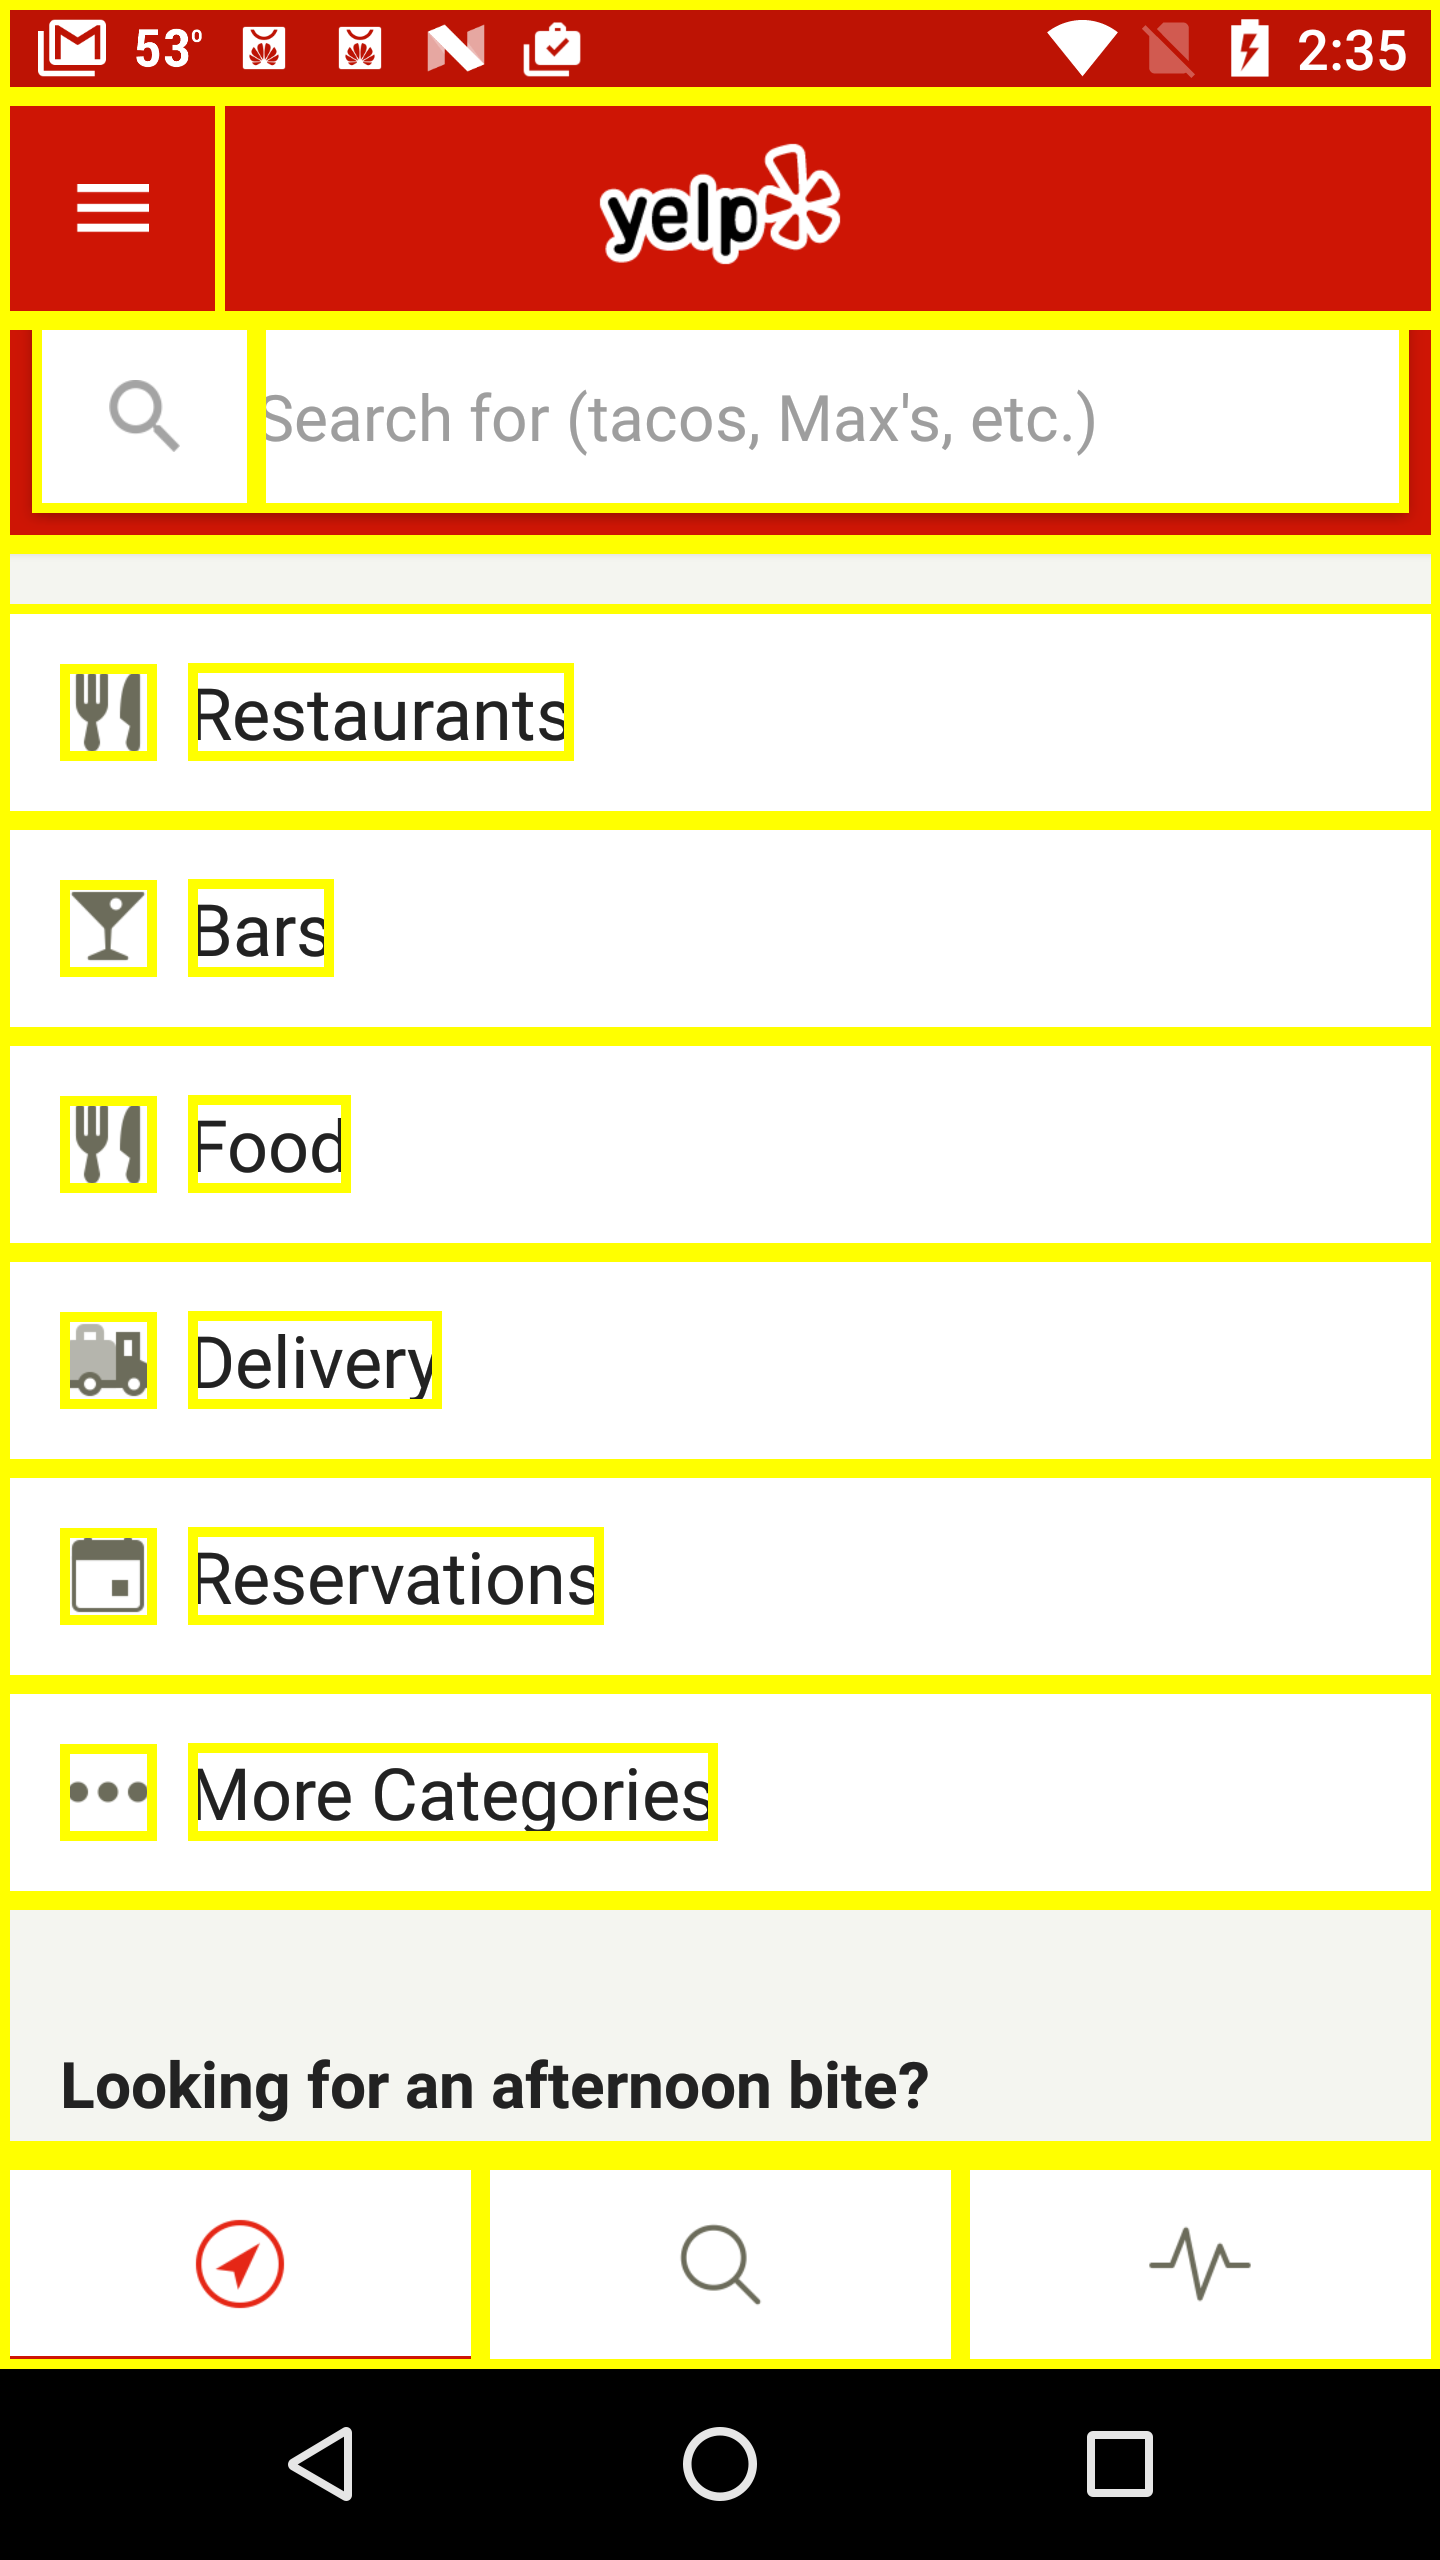 53°
2:35
yelp
Search for (tacos, Max's, etc.)
Restaurants
Bars
Food
Delivery
Reservations
More Categories
Looking for an afternoon bite?